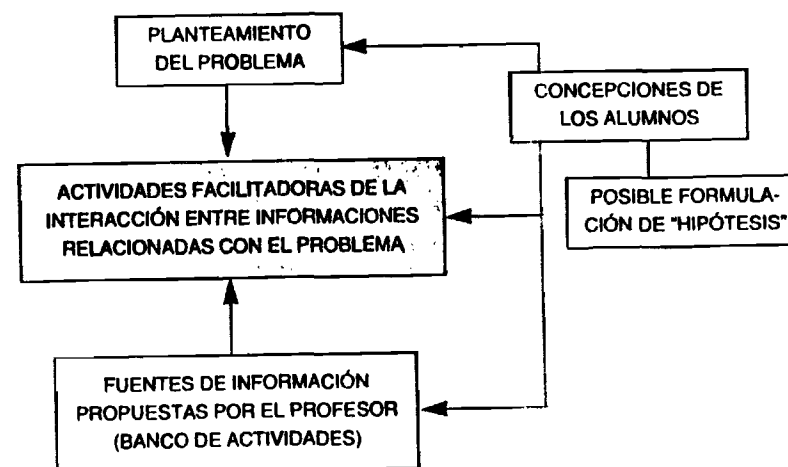 PLANTEAMIENTO
DEL PROBLEMA
CONCEPCIONES DE
LOS ALUMNOS
ACTIVIDADES FACILITADORAS DE LA
INTERACCIÓN ENTRE INFORMACIONES
RELACIONADAS CON EL PROBLEMA
POSIBLE FORMULA-
CIÓN DE "HIPÓTESIS"
FUENTES DE INFORMACIÓN
PROPUESTAS POR EL PROFESOR
(BANCO DE ACTIVIDADES)